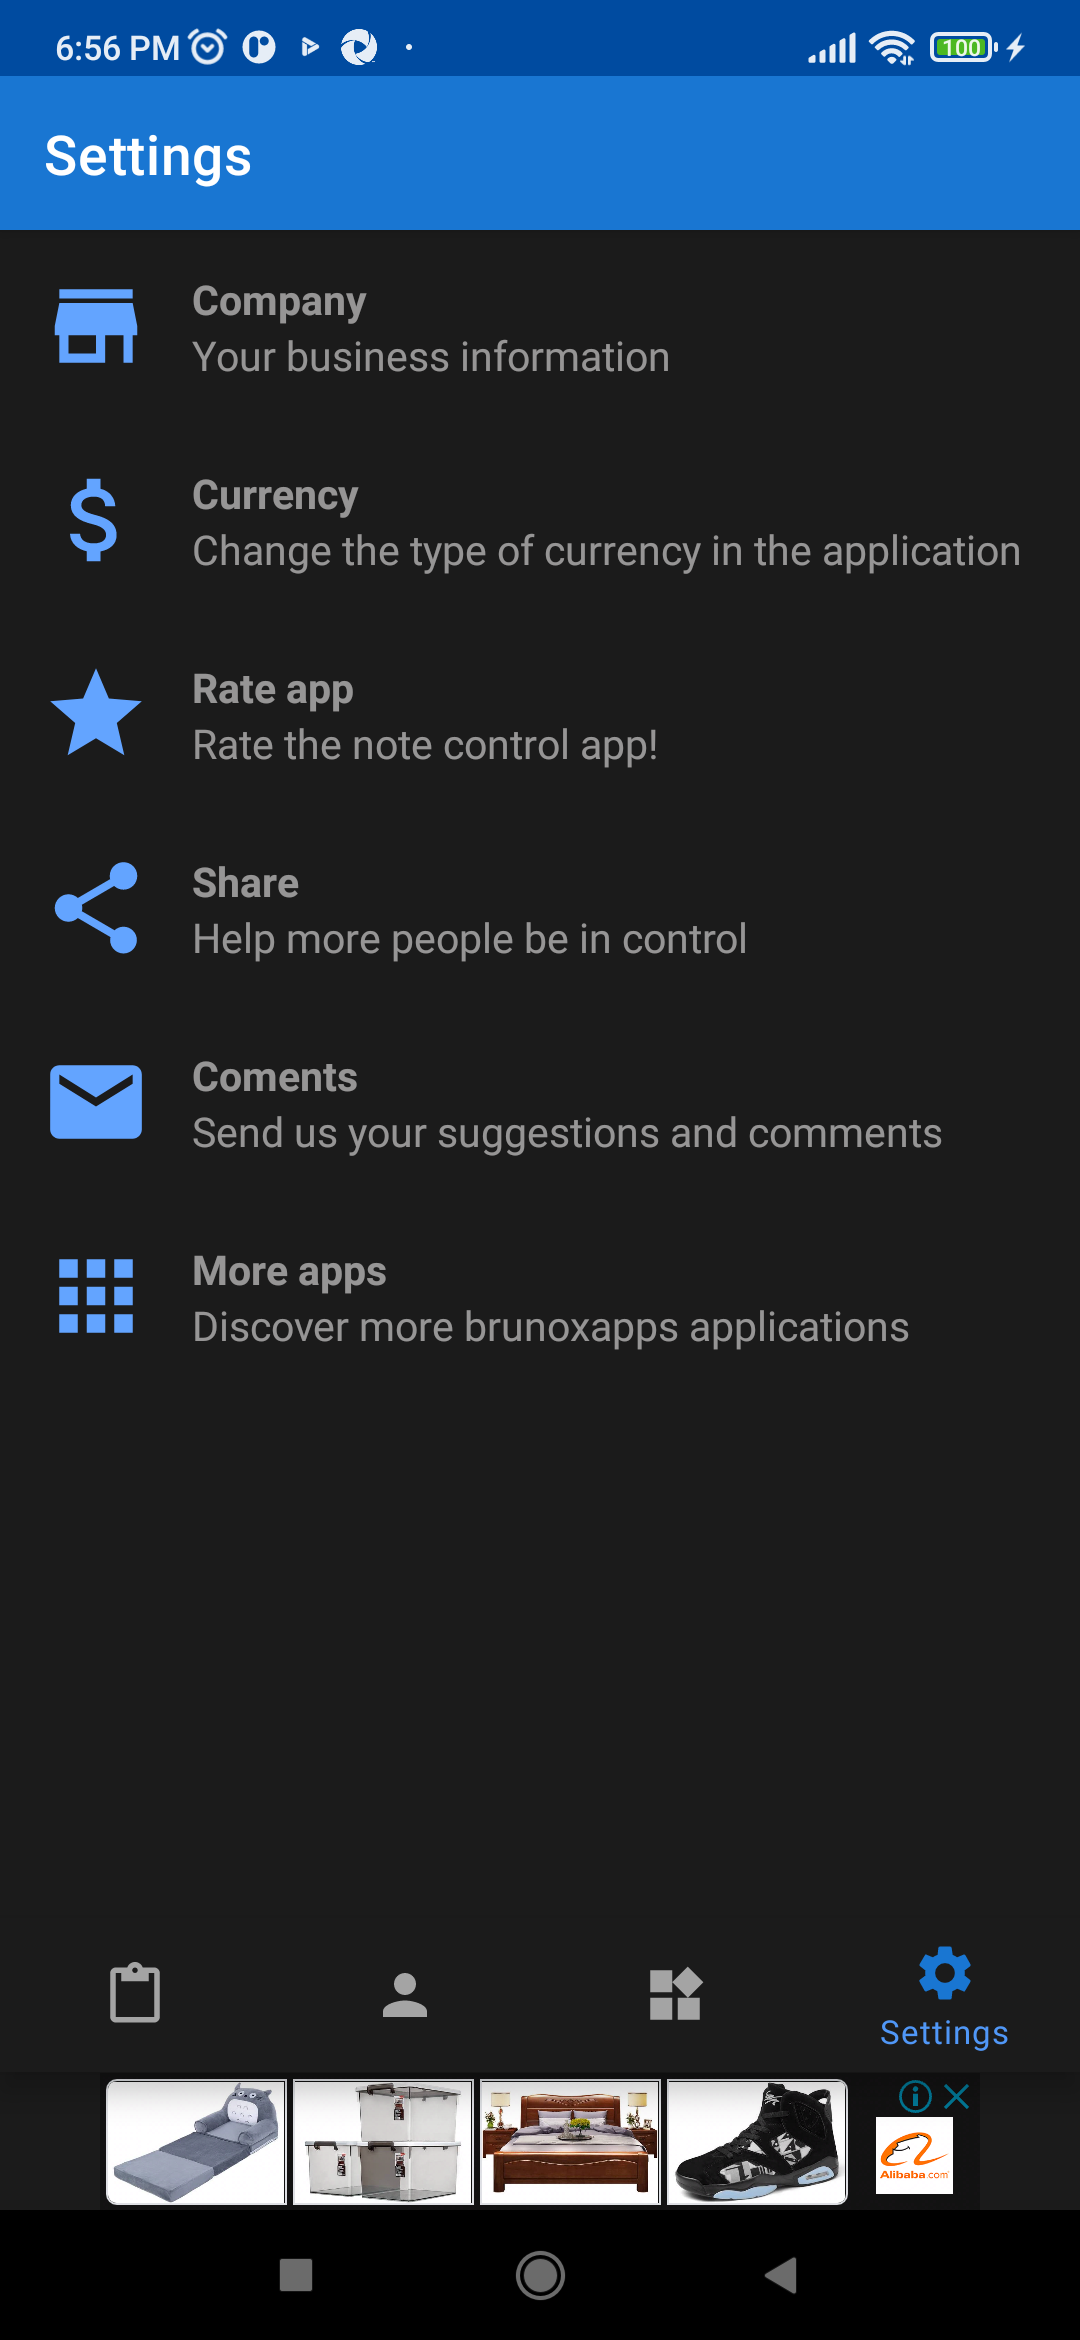 6:56 PM
100
Settings
Company
Your business information
Currency
Change the type of currency in the application
Rate app
Rate the note control app!
Share
Help more people be in control
Coments
Send us your suggestions and comments
More apps
Discover more brunoxapps applications
Settings
Alibaba.com